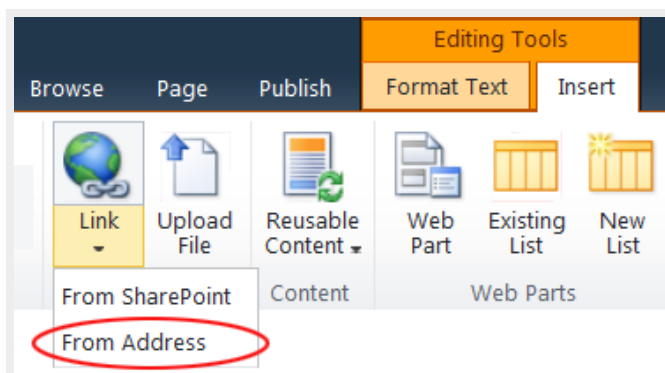 Editing Tools
Browse Page Publish Format Text Insert
Link Upload File Reusable Content Web Part Existing List New List
From SharePoint Content Web Parts
From Address